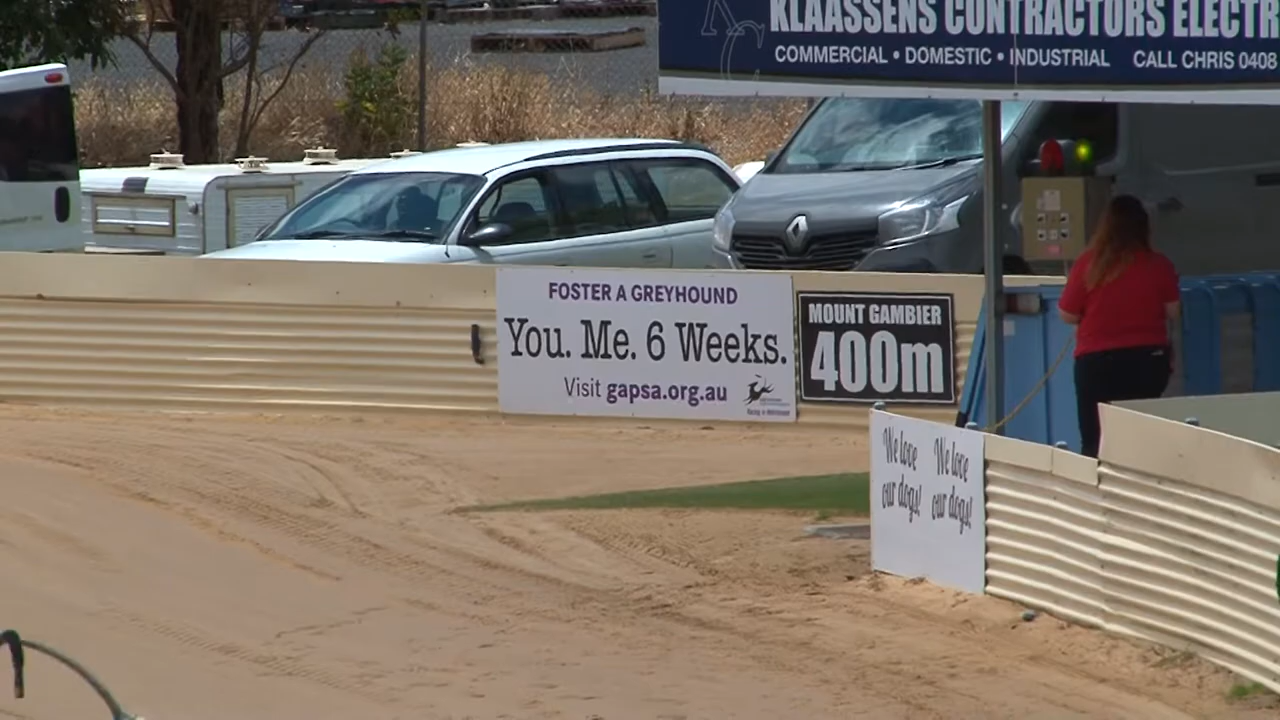 KLAASSENS CONTRACTORS ELECTR
COMMERCIAL • DOMESTIC • INDUSTRIAL CALL CHRIS 0408
FOSTER A GREYHOUND
You. Me. 6 Weeks.
Visit gapsa.org.au
MOUNT GAMBIER
400m
We love
our dogs!
We love
our dogs!